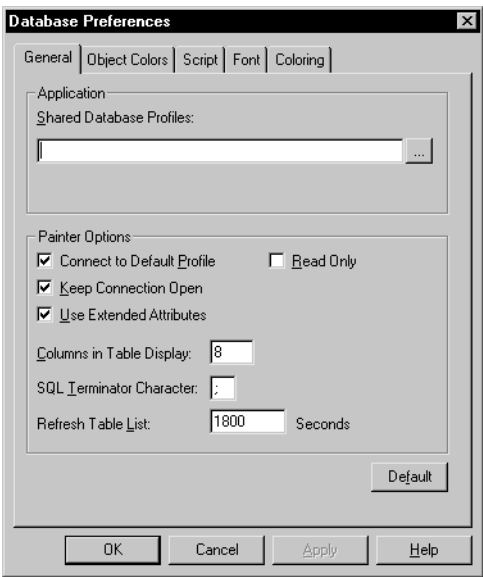 Database Preferences
General Object Colors Script Font Coloring
Application
Shared Database Profiles:
...
Painter Options
Connect to Default Profile Read Only
Keep Connection Open
Use Extended Attributes
Columns in Table Display: 8
SQL Terminator Character: ;
Refresh Table List: 1800 Seconds
Default
OK Cancel Apply Help